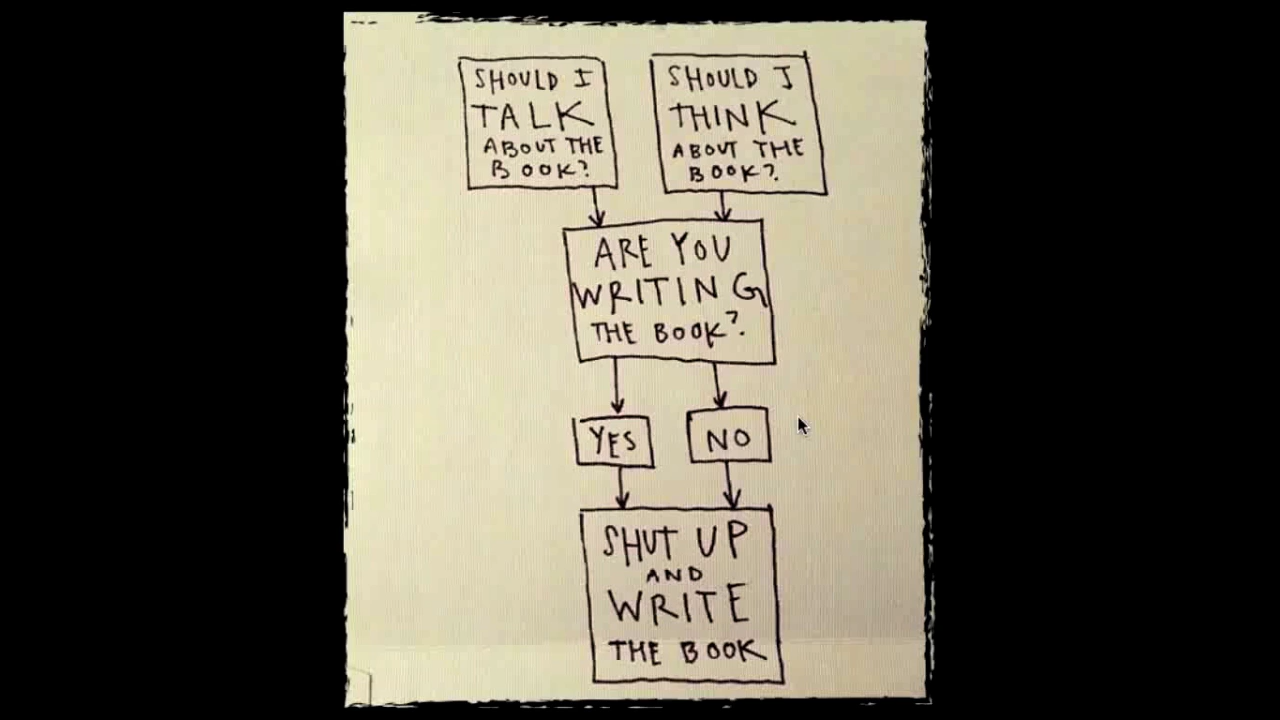 SHOULD I
TALK
ABOUT THE
BOOK?
SHOULD I
THINK
ABOUT THE
BOOK?
ARE YOU
WRITING
THE BOOK?
YES
NO
SHUT UP
AND
WRITE
THE BOOK